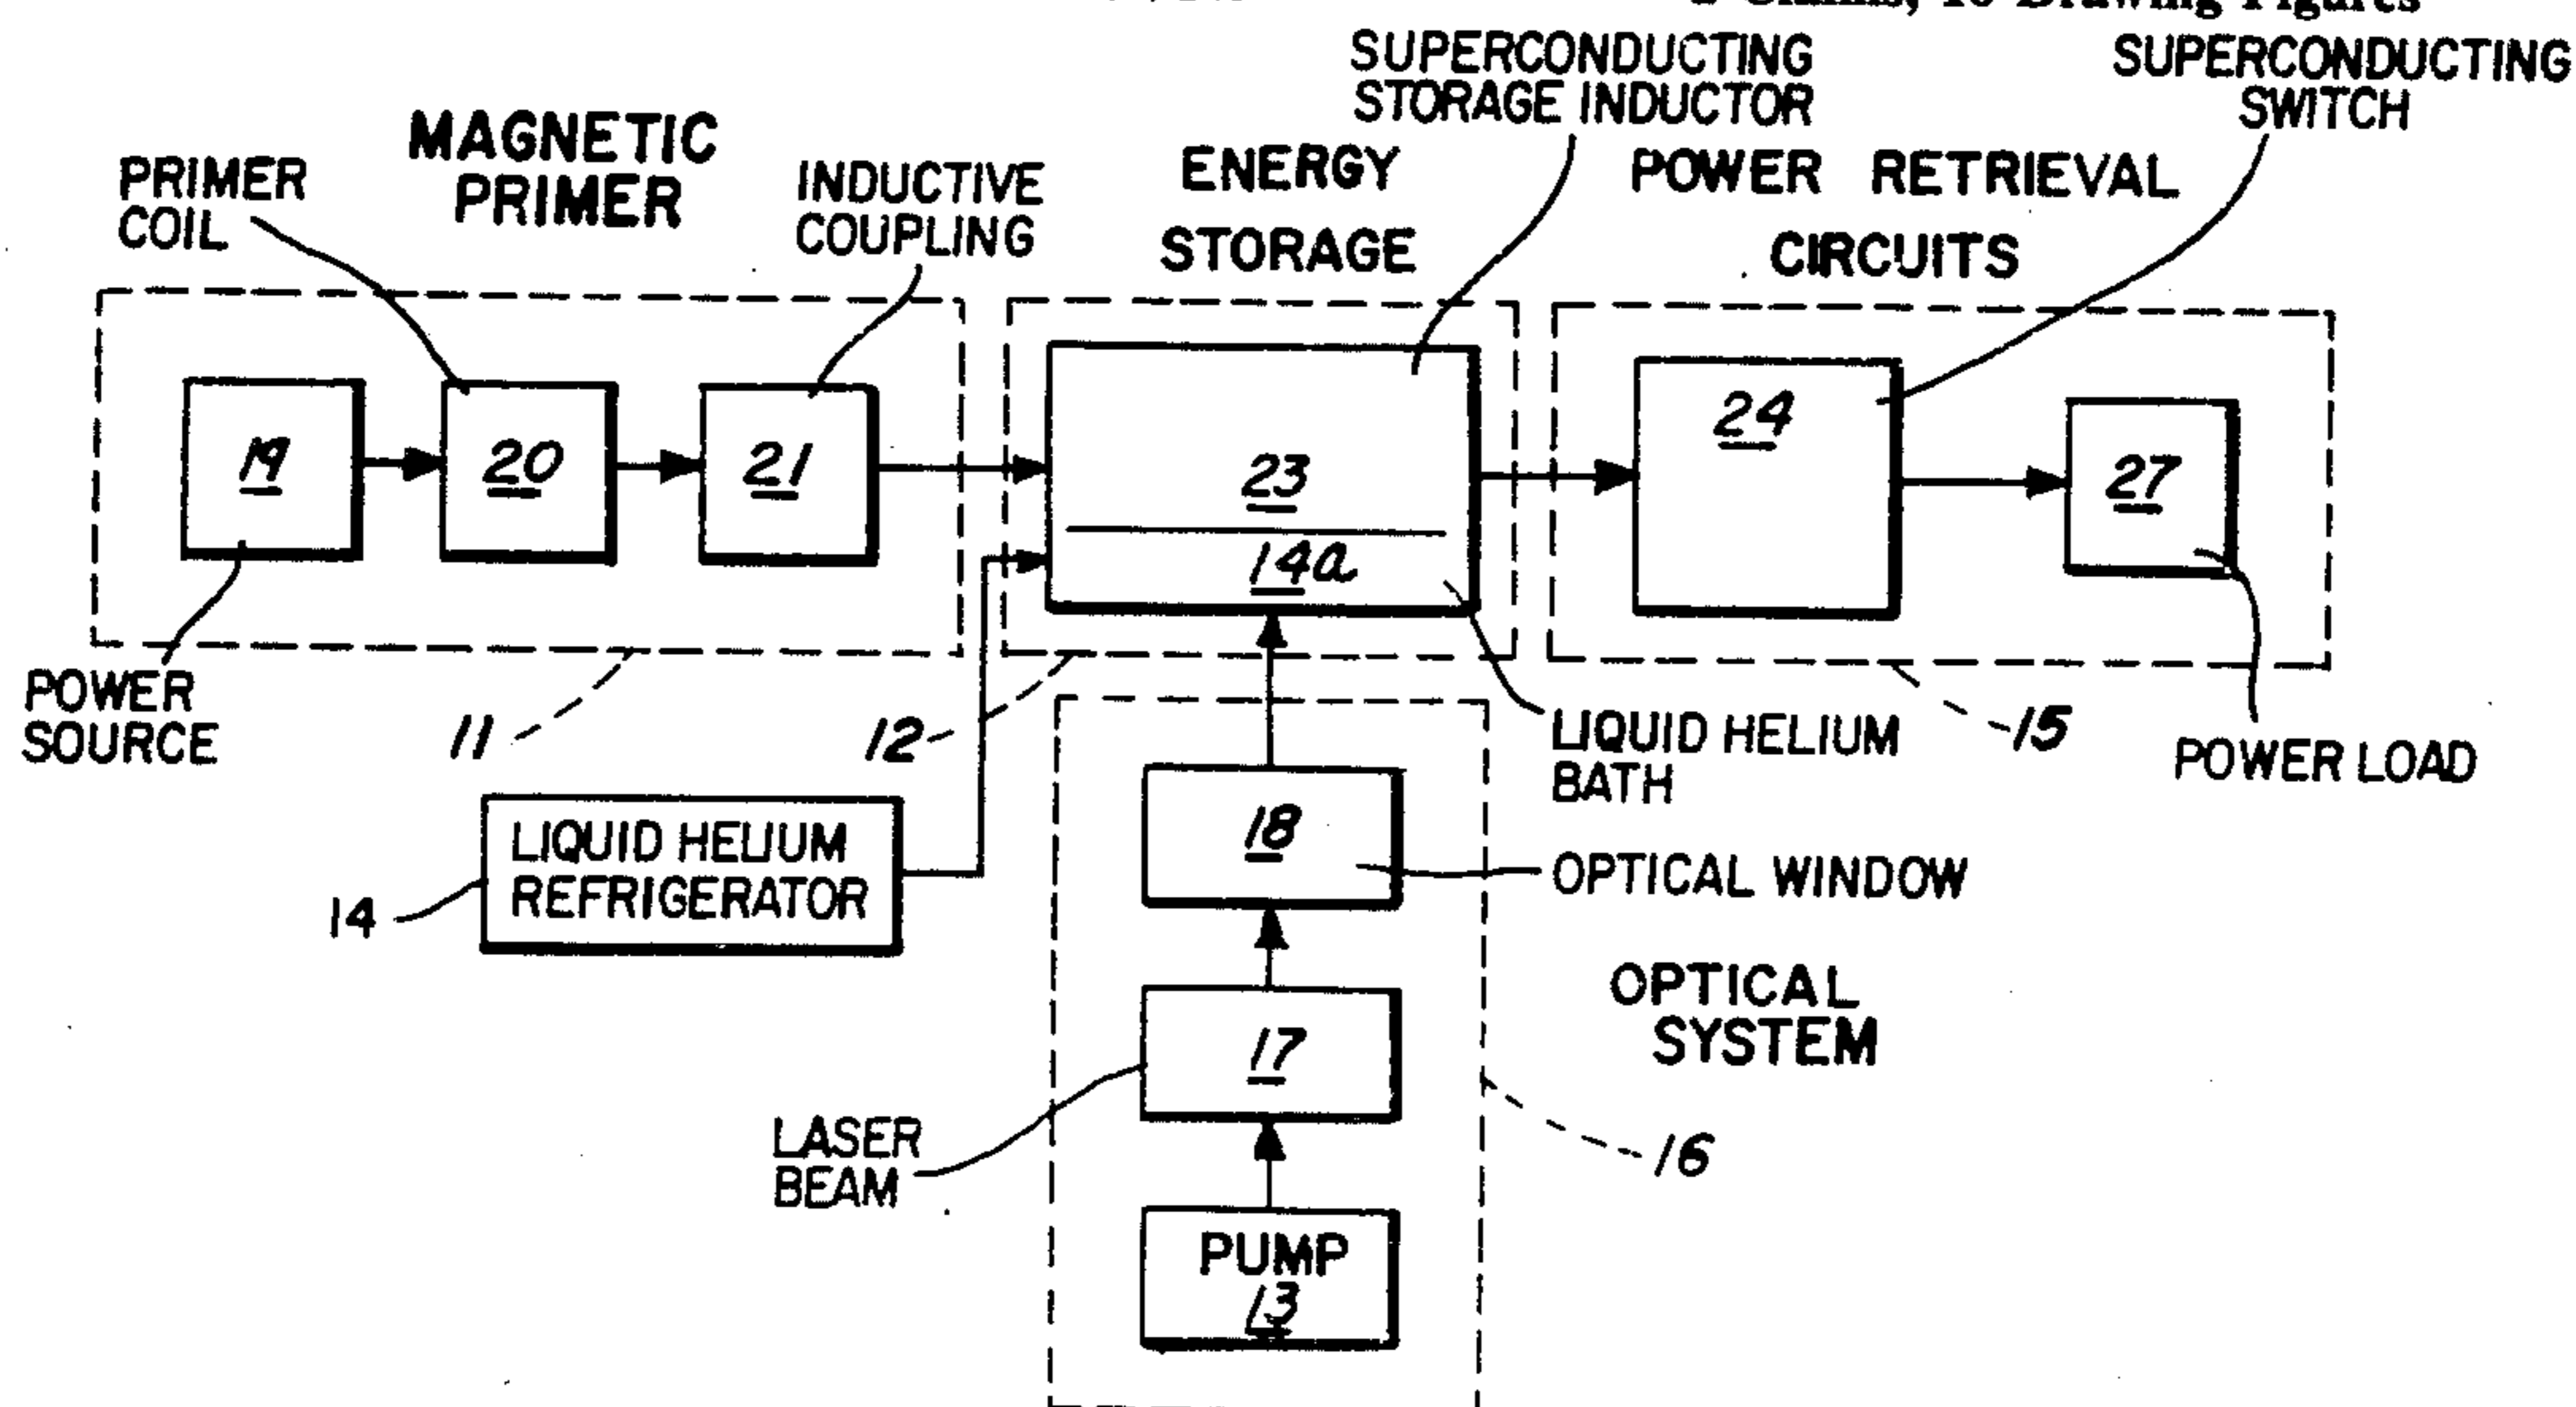 Drawing Figures
SUPERCONDUCTING
STORAGE INDUCTOR
SUPERCONDUCTING
SWITCH
MAGNETIC
PRIMER
PRIMER
COIL
INDUCTIVE
COUPLING
ENERGY
STORAGE
POWER RETRIEVAL
CIRCUITS
19
20
21
23
14a
24
27
POWER
SOURCE
11
12
LIQUID HELIUM
BATH
15
POWER LOAD
LIQUID HELIUM
REFRIGERATOR
14
18
OPTICAL WINDOW
OPTICAL
SYSTEM
17
LASER
BEAM
16
PUMP
13